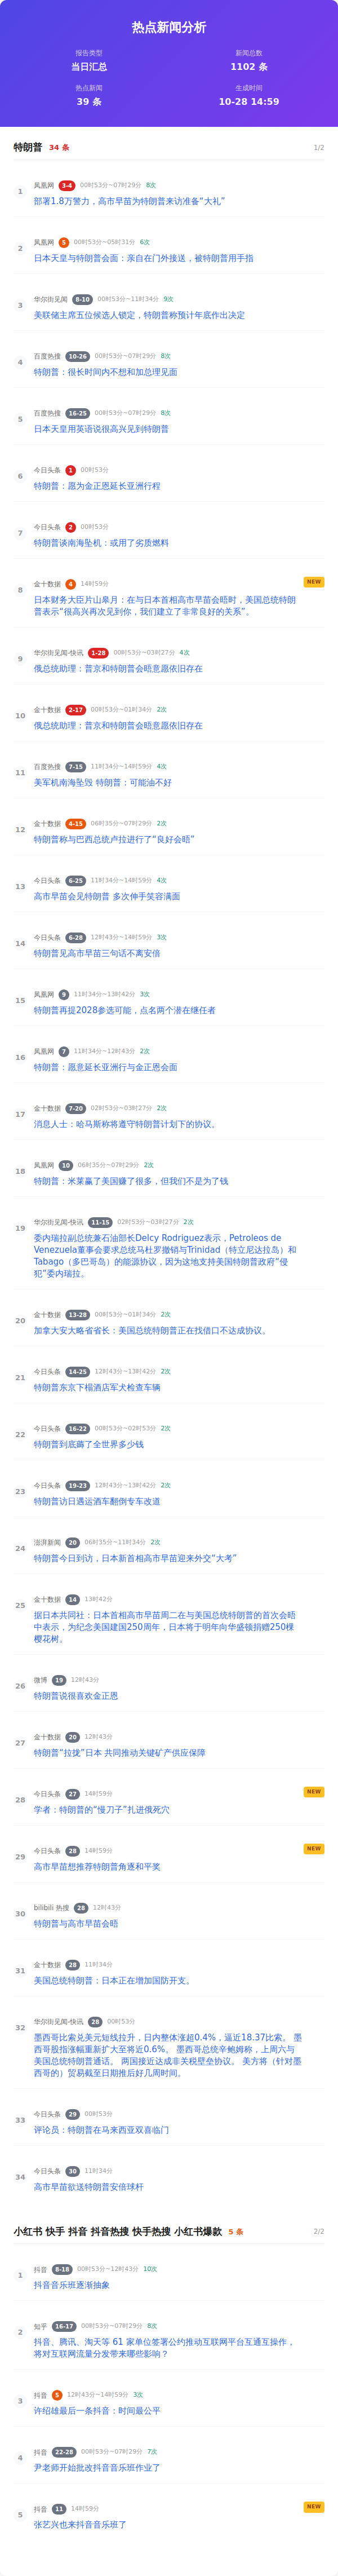 热点新闻分析
报告类型
当日汇总
新闻总数
1102 条
热点新闻
39 条
生成时间
10-28 14:59
特朗普 34 条 1/2
1 凤凰网 3-4 00时53分~07时29分 8次
部署1.8万警力，高市早苗为特朗普来访准备“大礼”
2 凤凰网 5 00时53分~05时31分 6次
日本天皇与特朗普会面：亲自在门外接送，被特朗普用手指
3 华尔街见闻 8-10 00时53分~11时34分 9次
美联储主席五位候选人锁定，特朗普称预计年底作出决定
4 百度热搜 10-26 00时53分~07时29分 8次
特朗普：很长时间内不想和加总理见面
5 百度热搜 16-25 00时53分~07时29分 8次
日本天皇用英语说很高兴见到特朗普
6 今日头条 1 00时53分
特朗普：愿为金正恩延长亚洲行程
7 今日头条 2 00时53分
特朗普谈南海坠机：或用了劣质燃料
8 金十数据 4 14时59分 NEW
日本财务大臣片山皋月：在与日本首相高市早苗会晤时，美国总统特朗
普表示“很高兴再次见到你，我们建立了非常良好的关系”。
9 华尔街见闻-快讯 1-28 00时53分~03时27分 4次
俄总统助理：普京和特朗普会晤意愿依旧存在
10 金十数据 2-17 00时53分~01时34分 2次
俄总统助理：普京和特朗普会晤意愿依旧存在
11 百度热搜 7-15 11时34分~14时59分 4次
美军机南海坠毁 特朗普：可能油不好
12 金十数据 4-15 06时35分~07时29分 2次
特朗普称与巴西总统卢拉进行了“良好会晤”
13 今日头条 6-25 11时34分~14时59分 4次
高市早苗会见特朗普 多次伸手笑容满面
14 今日头条 6-28 12时43分~14时59分 3次
特朗普见高市早苗三句话不离安倍
15 凤凰网 9 11时34分~13时42分 3次
特朗普再提2028参选可能，点名两个潜在继任者
16 凤凰网 7 11时34分~12时43分 2次
特朗普：愿意延长亚洲行与金正恩会面
17 金十数据 7-20 02时53分~03时27分 2次
消息人士：哈马斯称将遵守特朗普计划下的协议。
18 凤凰网 10 06时35分~07时29分 2次
特朗普：米莱赢了美国赚了很多，但我们不是为了钱
19 华尔街见闻-快讯 11-15 02时53分~03时27分 2次
委内瑞拉副总统兼石油部长Delcy Rodriguez表示，Petroleos de
Venezuela董事会要求总统马杜罗撤销与Trinidad（特立尼达拉岛）和
Tabago（多巴哥岛）的能源协议，因为这地方支持美国特朗普政府“侵
犯”委内瑞拉。
20 金十数据 13-28 00时53分~01时34分 2次
加拿大安大略省省长：美国总统特朗普正在找借口不达成协议。
21 今日头条 14-25 12时43分~13时42分 2次
特朗普东京下榻酒店军犬检查车辆
22 今日头条 16-22 00时53分~02时53分 2次
特朗普到底薅了全世界多少钱
23 今日头条 19-23 12时43分~13时42分 2次
特朗普访日遇运酒车翻倒专车改道
24 澎湃新闻 20 06时35分~11时34分 2次
特朗普今日到访，日本新首相高市早苗迎来外交“大考”
25 金十数据 14 13时42分
据日本共同社：日本首相高市早苗周二在与美国总统特朗普的首次会晤
中表示，为纪念美国建国250周年，日本将于明年向华盛顿捐赠250棵
樱花树。
26 微博 19 12时43分
特朗普说很喜欢金正恩
27 金十数据 20 12时43分
特朗普“拉拢”日本 共同推动关键矿产供应保障
28 今日头条 27 14时59分 NEW
学者：特朗普的“慢刀子”扎进俄死穴
29 今日头条 28 14时59分 NEW
高市早苗想推荐特朗普角逐和平奖
30 bilibili 热搜 28 12时43分
特朗普与高市早苗会晤
31 金十数据 28 11时34分
美国总统特朗普：日本正在增加国防开支。
32 华尔街见闻-快讯 28 00时53分
墨西哥比索兑美元短线拉升，日内整体涨超0.4%，逼近18.37比索。 墨
西哥股指涨幅重新扩大至将近0.6%。 墨西哥总统辛鲍姆称，上周六与
美国总统特朗普通话。 两国接近达成非关税壁垒协议。 美方将（针对墨
西哥的）贸易截至日期推后好几周时间。
33 今日头条 29 00时53分
评论员：特朗普在马来西亚双喜临门
34 今日头条 30 11时34分
高市早苗欲送特朗普安倍球杆
小红书 快手 抖音 抖音热搜 快手热搜 小红书爆款 5 条 2/2
1 抖音 8-18 00时53分~12时43分 10次
抖音音乐班逐渐抽象
2 知乎 16-17 00时53分~07时29分 8次
抖音、腾讯、淘天等 61 家单位签署公约推动互联网平台互通互操作，
将对互联网流量分发带来哪些影响？
3 抖音 5 12时43分~14时59分 3次
许绍雄最后一条抖音：时间最公平
4 抖音 22-28 00时53分~07时29分 7次
尹老师开始批改抖音音乐班作业了
5 抖音 11 14时59分 NEW
张艺兴也来抖音音乐班了